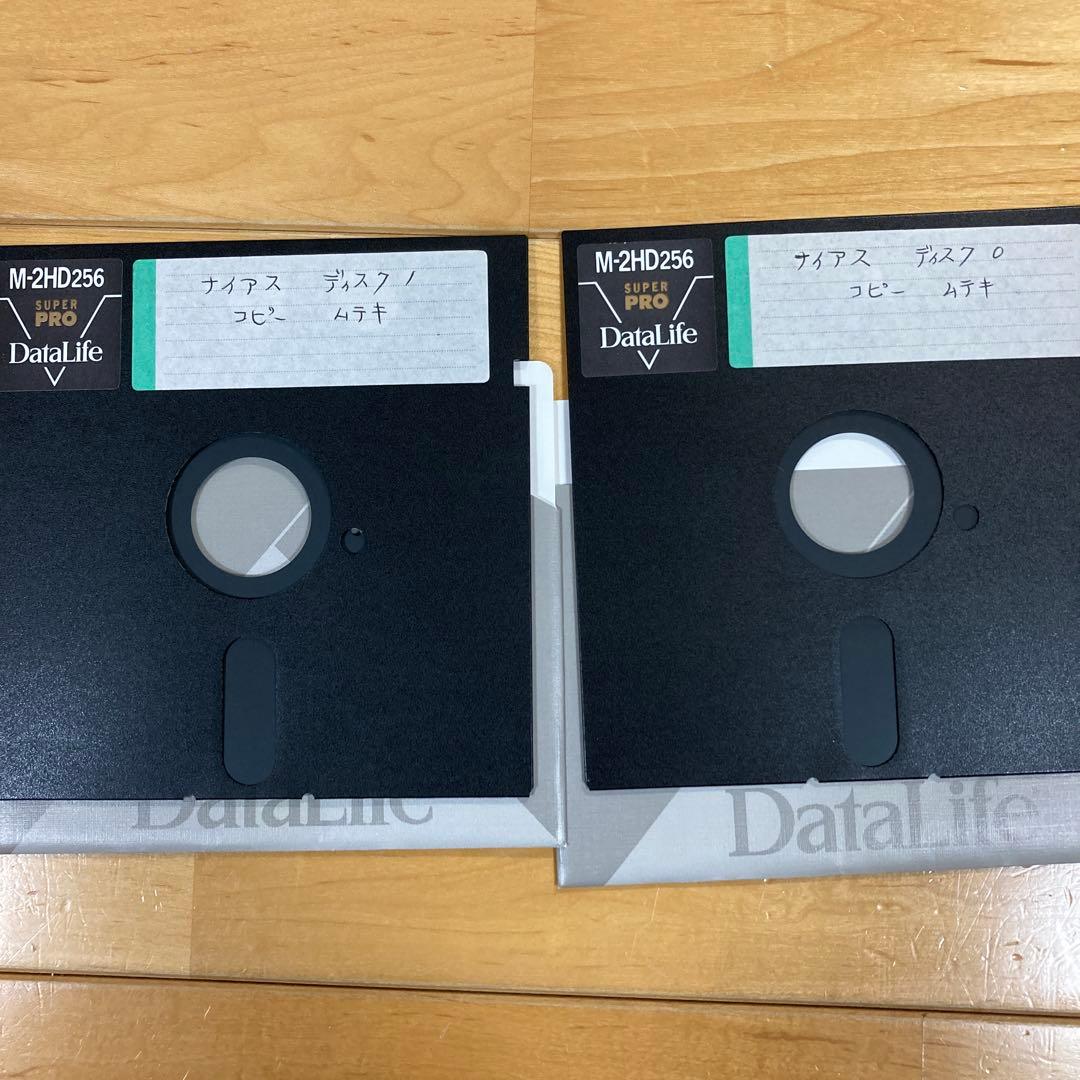 M-2HD256
SUPER
PRO
DataLife
ナイアス ディスク 1
コピー ムテキ
DataLife
M-2HD256
SUPER
PRO
DataLife
ナイアス ディスク 0
コピー ムテキ
DataLife